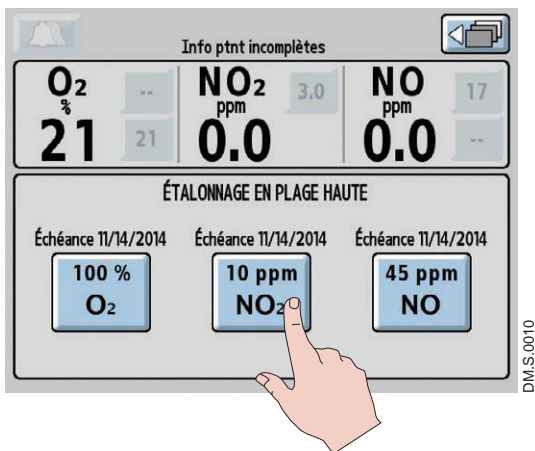 Info ptnt incomplètes
O2 -- NO2 3.0 NO 17
% ppm ppm
21 21 0.0 0.0 --
ÉTALONNAGE EN PLAGE HAUTE
Échéance 11/14/2014 Échéance 11/14/2014 Échéance 11/14/2014
100 % 10 ppm 45 ppm
O2 NO2 NO
DM.S.0010